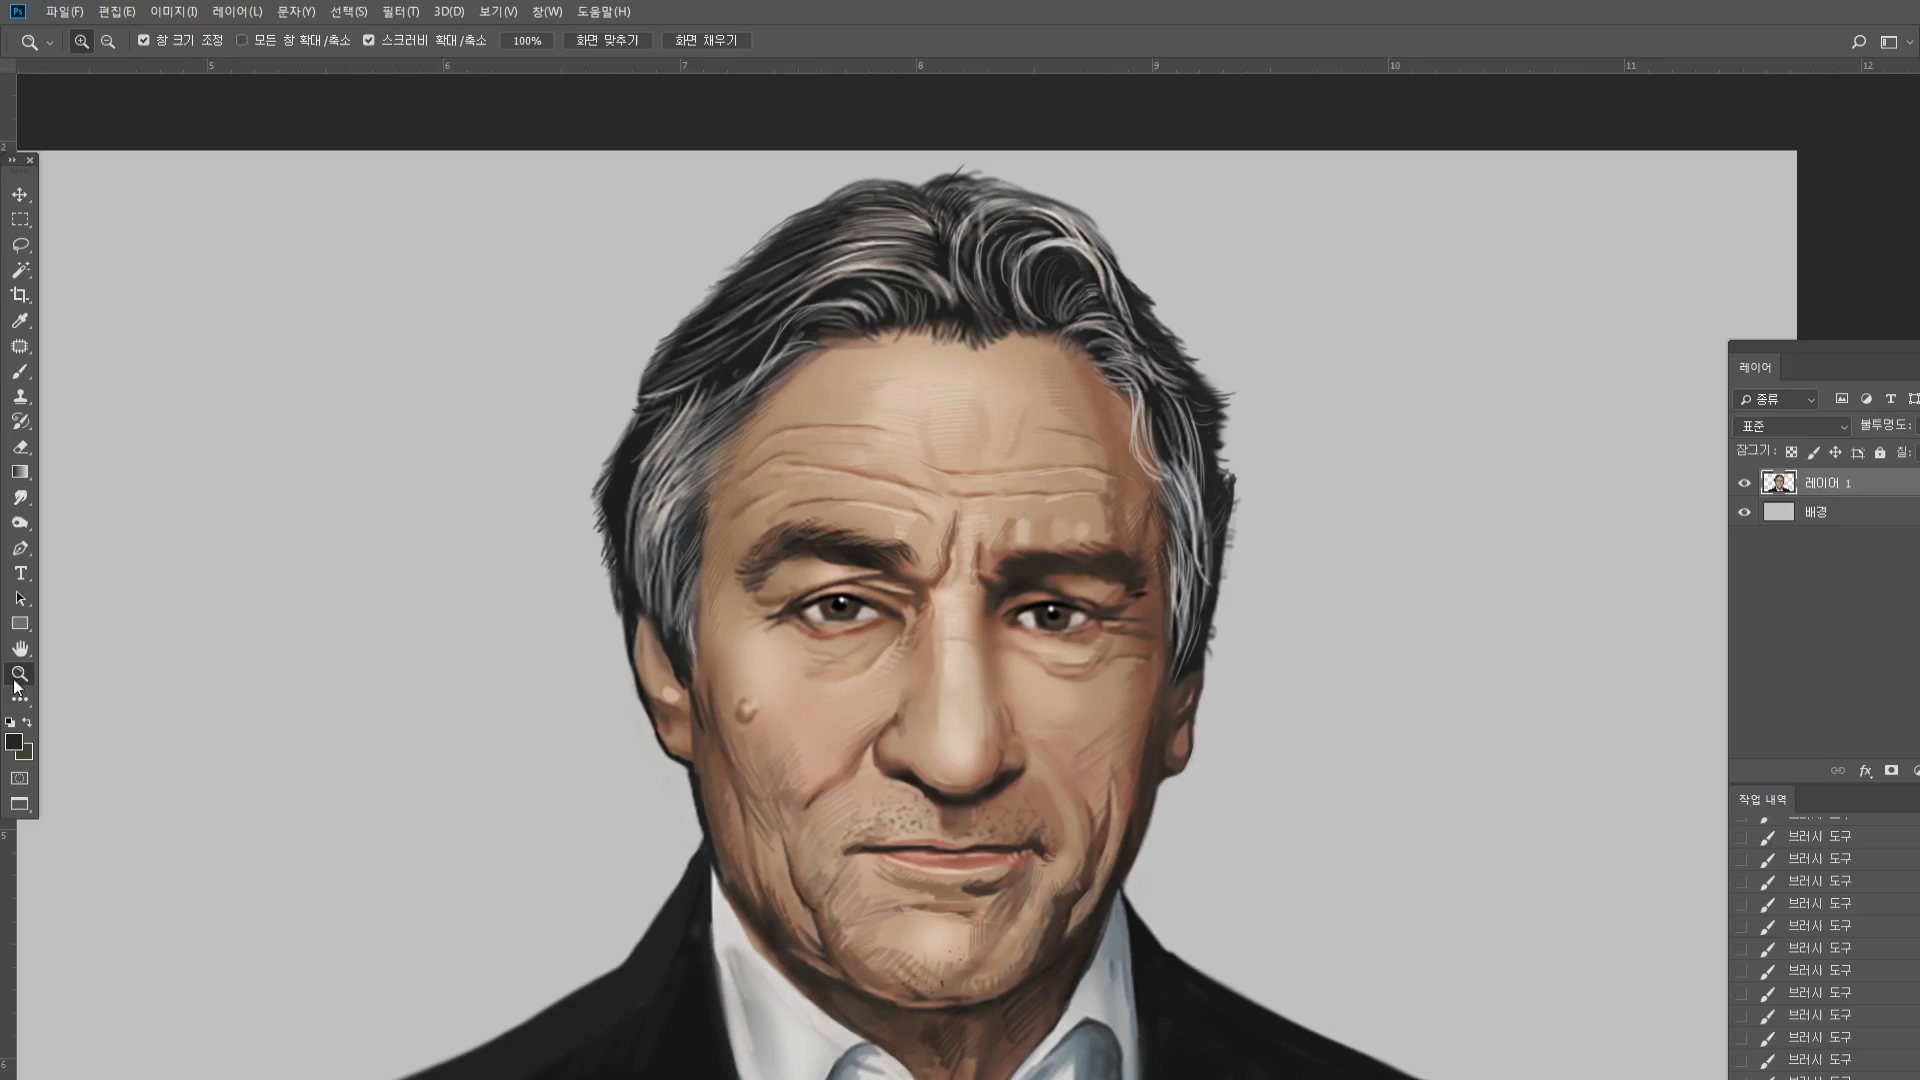 Ps 파일(F) 편집(E) 이미지(I) 레이어(L) 문자(Y) 선택(S) 필터(T) 3D(D) 보기(V) 창(W) 도움말(H)
창 크기 조정 모든 창 확대/축소 스크러비 확대/축소 100% 화면 맞추기 화면 채우기
5 6 7 8 9 10 11 12
2
5
6
레이어
종류
표준 불투명도:
잠그기: 칠:
레이어 1
배경
fx
작업 내역
브러시 도구
브러시 도구
브러시 도구
브러시 도구
브러시 도구
브러시 도구
브러시 도구
브러시 도구
브러시 도구
브러시 도구
브러시 도구